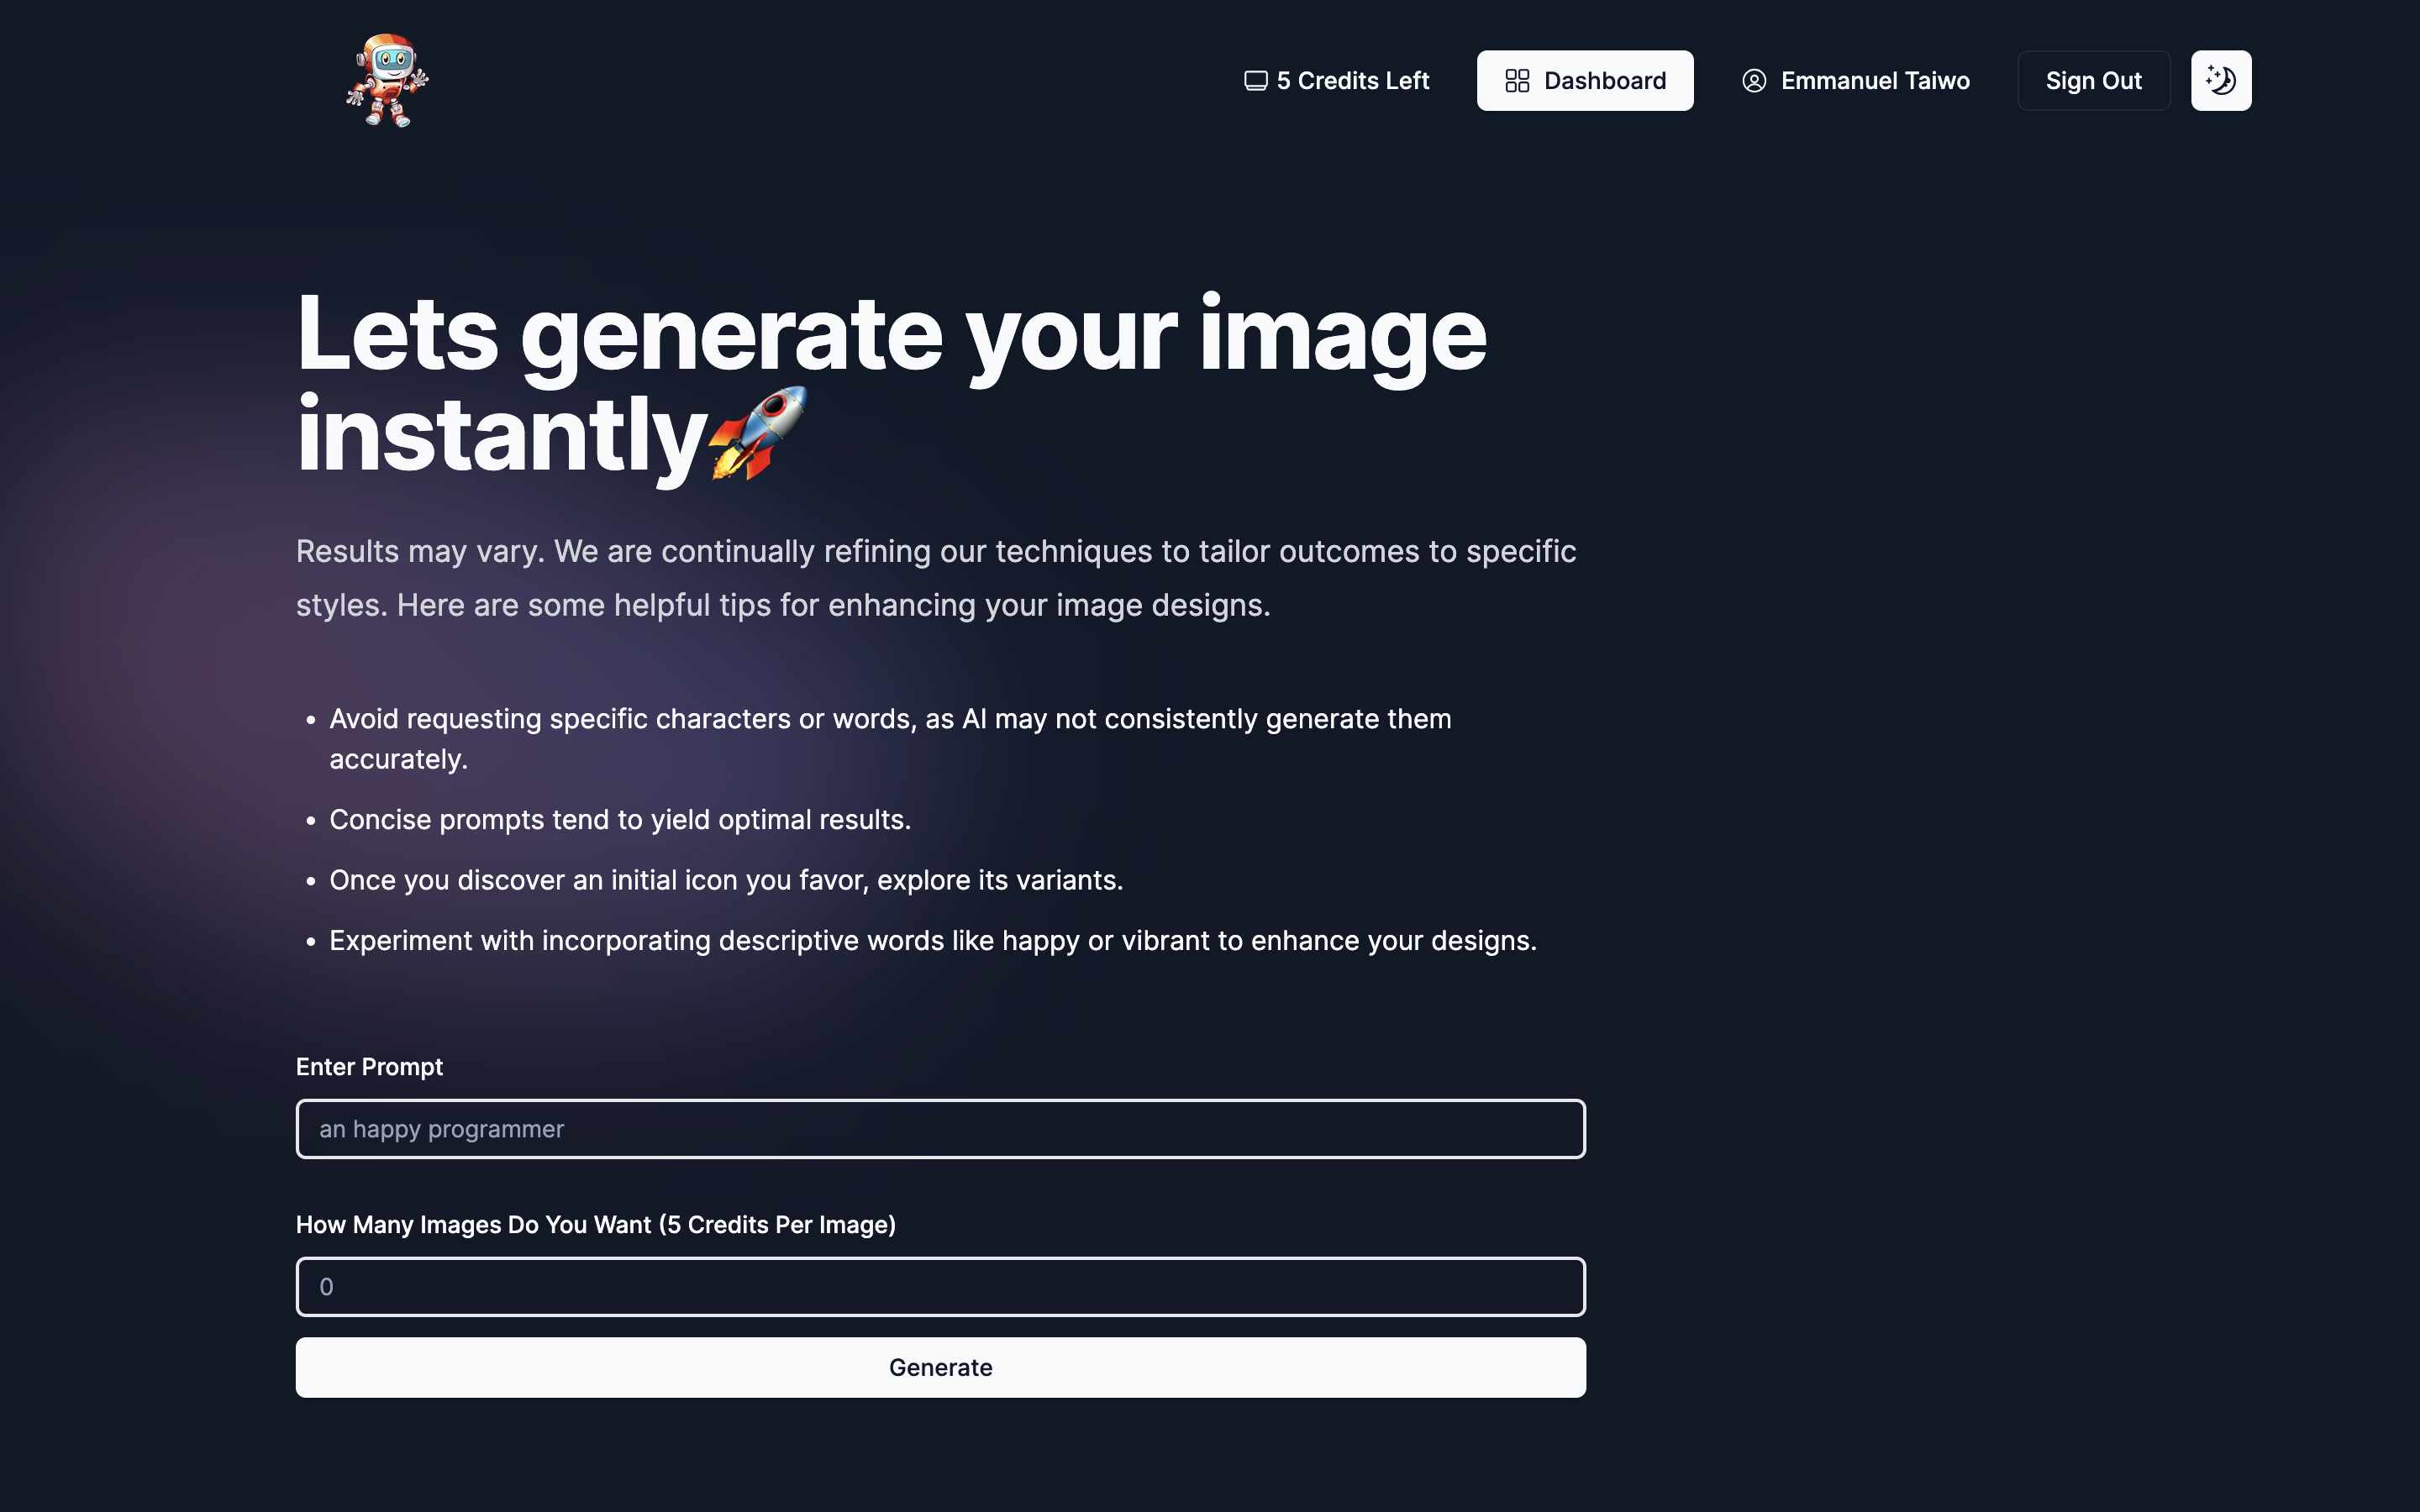 5 Credits Left
Dashboard
Emmanuel Taiwo
Sign Out
Lets generate your image
instantly🚀
Results may vary. We are continually refining our techniques to tailor outcomes to specific
styles. Here are some helpful tips for enhancing your image designs.
• Avoid requesting specific characters or words, as AI may not consistently generate them
accurately.
• Concise prompts tend to yield optimal results.
• Once you discover an initial icon you favor, explore its variants.
• Experiment with incorporating descriptive words like happy or vibrant to enhance your designs.
Enter Prompt
an happy programmer
How Many Images Do You Want (5 Credits Per Image)
0
Generate